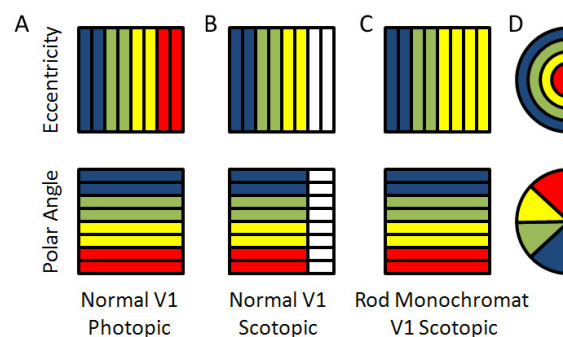 A
B
C
D
Eccentricity
Polar Angle
Normal V1
Photopic
Normal V1
Scotopic
Rod Monochromat
V1 Scotopic